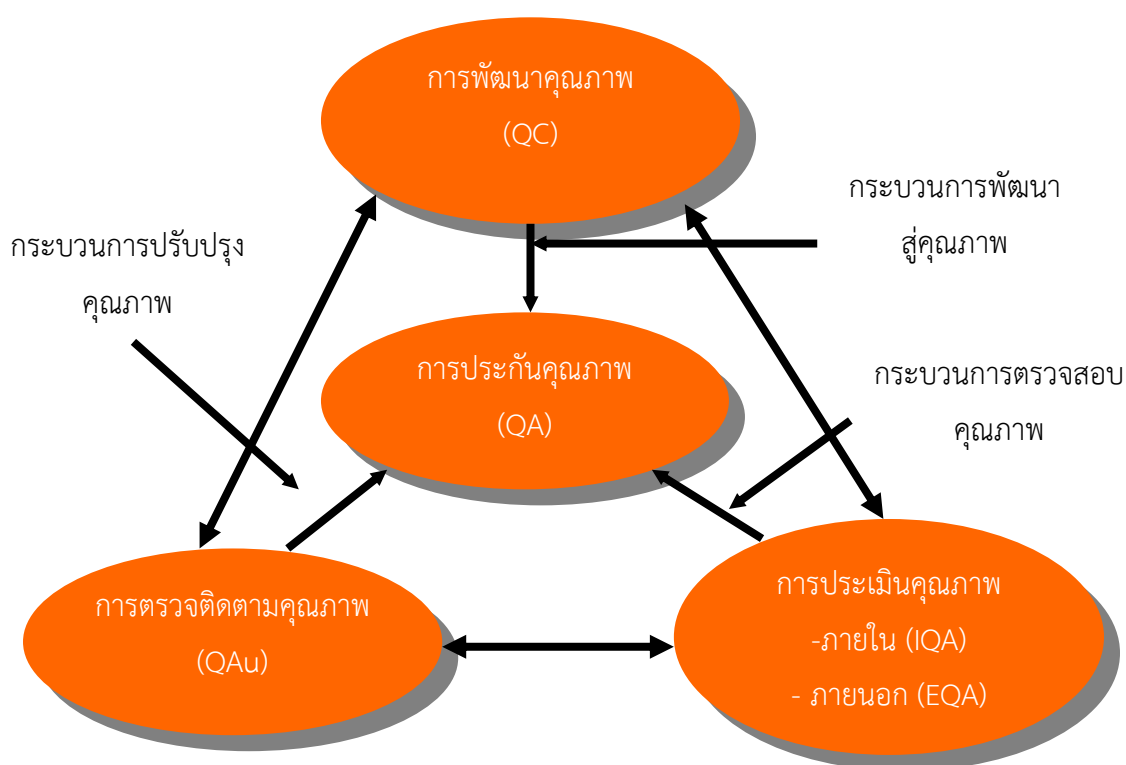 การพัฒนาคุณภาพ
(QC)
กระบวนการพัฒนา
สู่คุณภาพ
กระบวนการปรับปรุง
คุณภาพ
การประกันคุณภาพ
(QA)
กระบวนการตรวจสอบ
คุณภาพ
การตรวจติดตามคุณภาพ
(QAu)
การประเมินคุณภาพ
-ภายใน (IQA)
- ภายนอก (EQA)